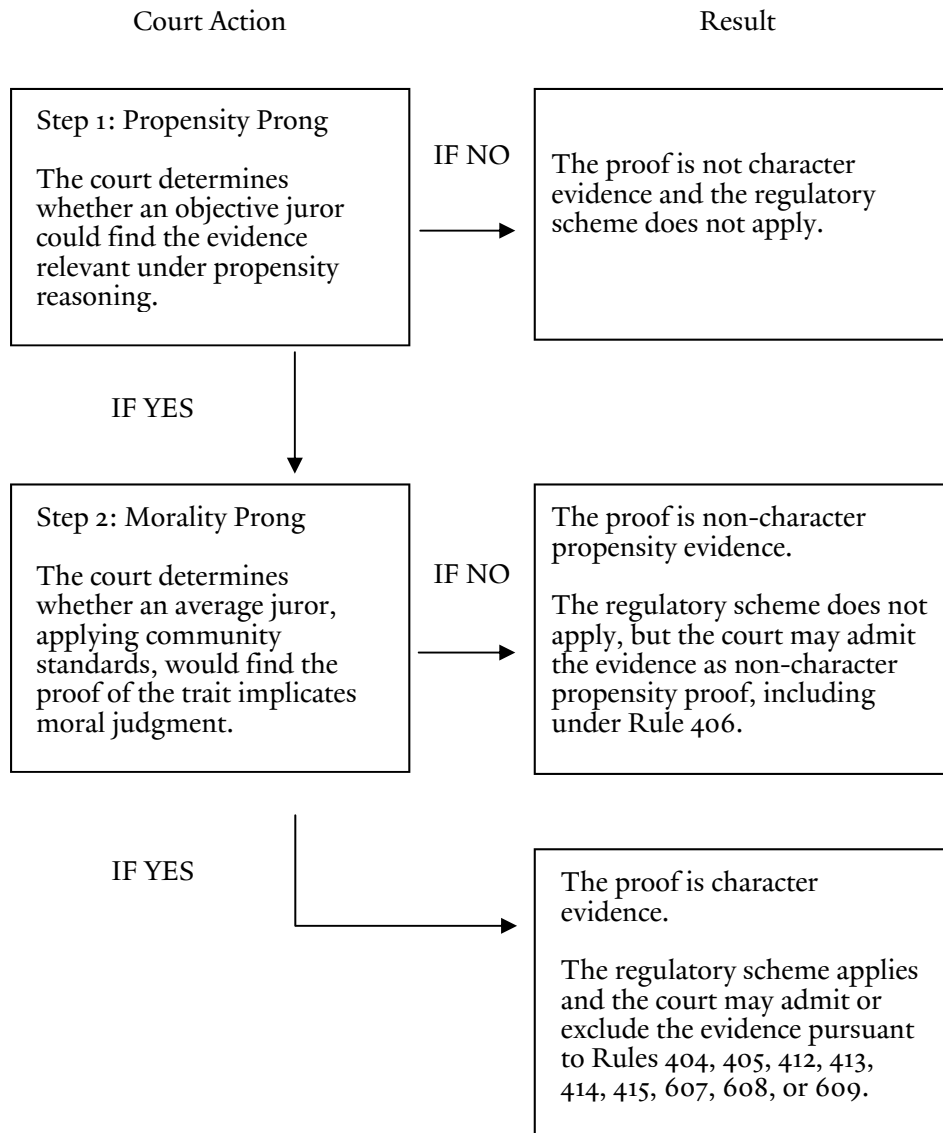 Court Action
Result
Step 1: Propensity Prong
The court determines
whether an objective juror
could find the evidence
relevant under propensity
reasoning.
IF NO
The proof is not character
evidence and the regulatory
scheme does not apply.
IF YES
Step 2: Morality Prong
The court determines
whether an average juror,
applying community
standards, would find the
proof of the trait implicates
moral judgment.
IF NO
The proof is non-character
propensity evidence.
The regulatory scheme does not
apply, but the court may admit
the evidence as non-character
propensity proof, including
under Rule 406.
IF YES
The proof is character
evidence.
The regulatory scheme applies
and the court may admit or
exclude the evidence pursuant
to Rules 404, 405, 412, 413,
414, 415, 607, 608, or 609.